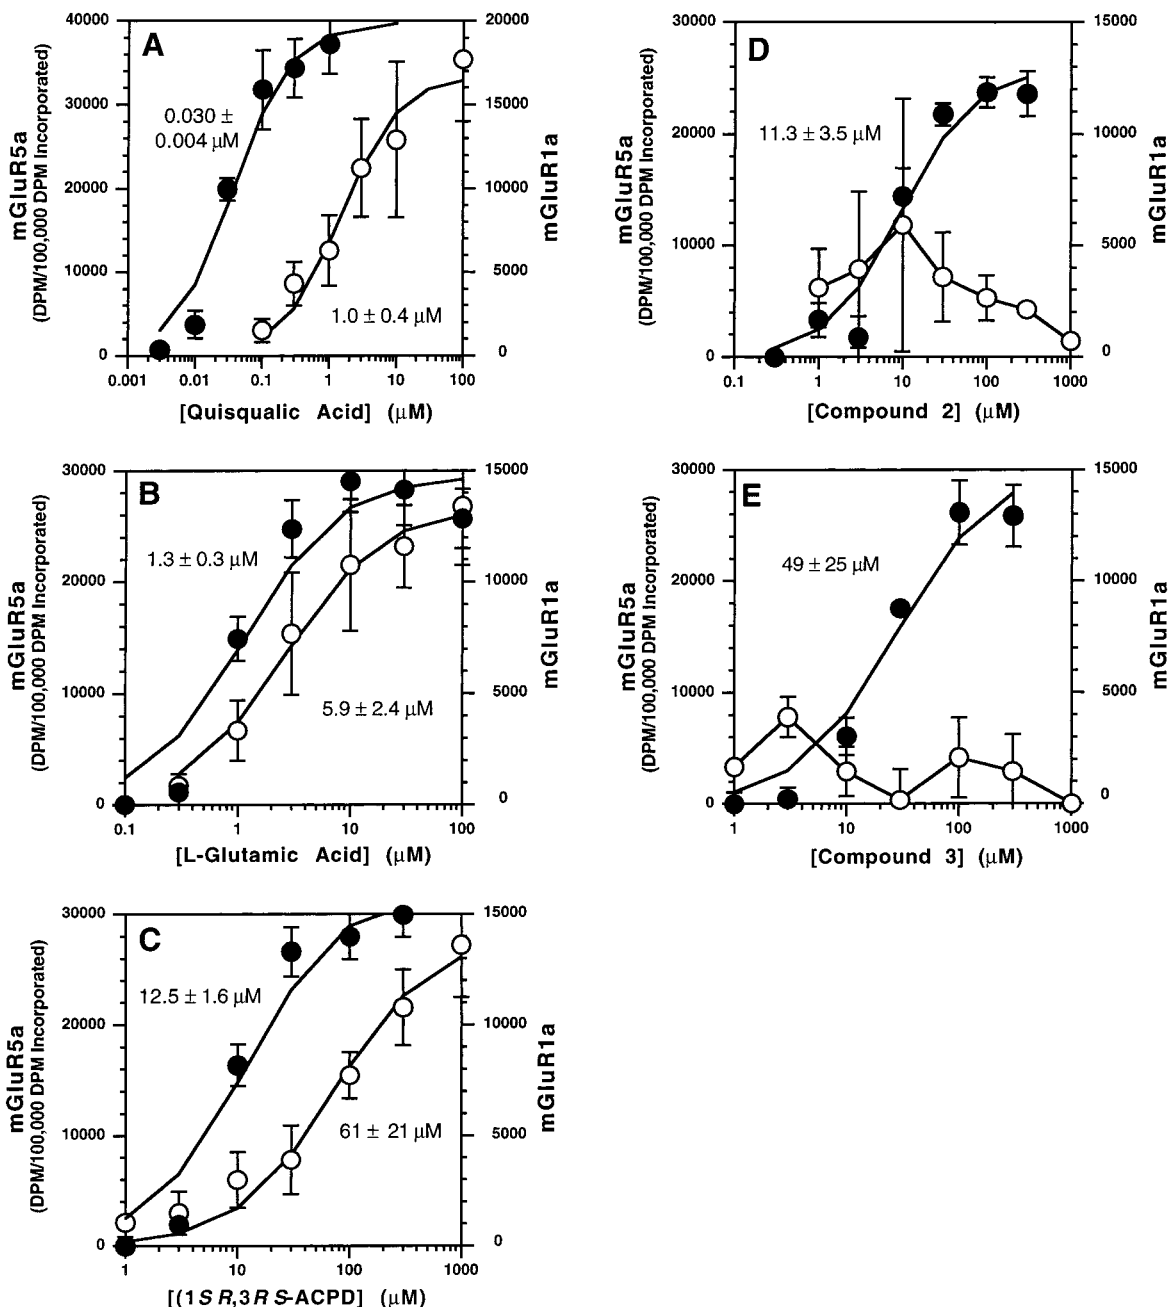 A
40000
30000
20000
10000
0
20000
15000
10000
5000
0
mGluR5a
(DPM/100,000 DPM Incorporated)
mGluR1a
0.030 ±
0.004 μM
1.0 ± 0.4 μM
0.001
0.01
0.1
1
10
100
[Quisqualic Acid] (μM)
B
30000
20000
10000
0
15000
10000
5000
0
mGluR5a
(DPM/100,000 DPM Incorporated)
mGluR1a
1.3 ± 0.3 μM
5.9 ± 2.4 μM
0.1
1
10
100
[L-Glutamic Acid] (μM)
C
30000
20000
10000
0
15000
10000
5000
0
mGluR5a
(DPM/100,000 DPM Incorporated)
mGluR1a
12.5 ± 1.6 μM
61 ± 21 μM
1
10
100
1000
[(1SR,3RS-ACPD] (μM)
D
30000
20000
10000
0
15000
10000
5000
0
mGluR5a
(DPM/100,000 DPM Incorporated)
mGluR1a
11.3 ± 3.5 μM
0.1
1
10
100
1000
[Compound 2] (μM)
E
30000
20000
10000
0
15000
10000
5000
0
mGluR5a
(DPM/100,000 DPM Incorporated)
mGluR1a
49 ± 25 μM
1
10
100
1000
[Compound 3] (μM)